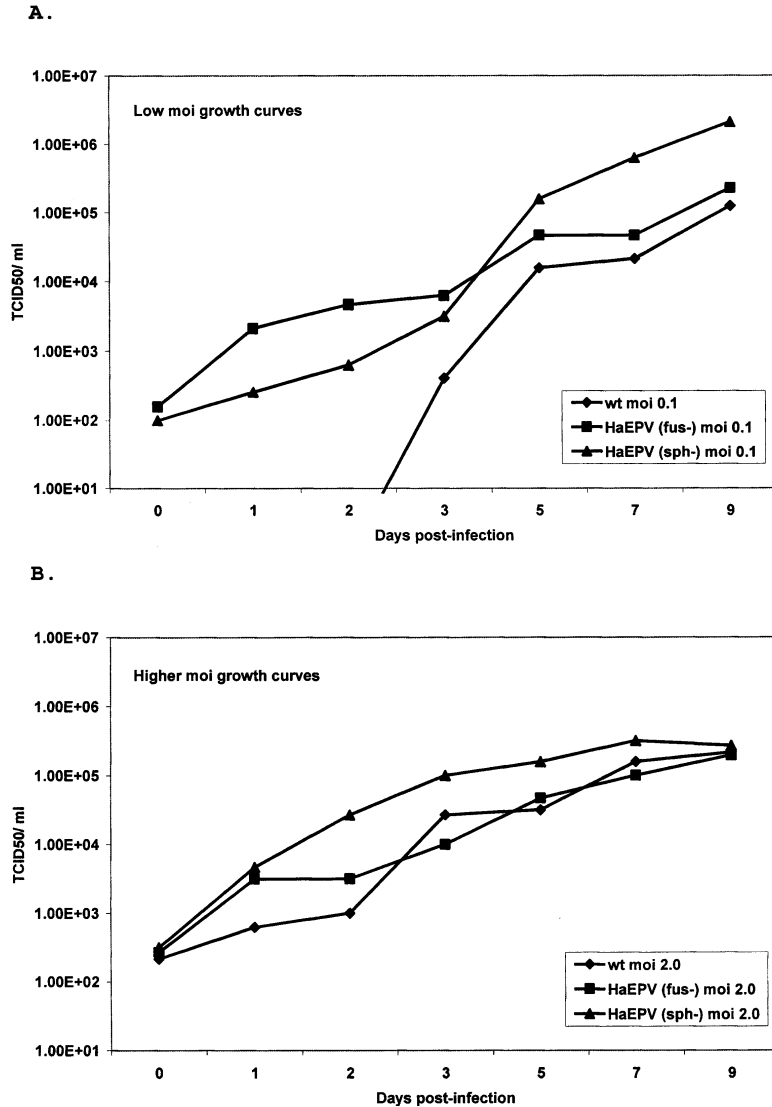 A.
1.00E+07
Low moi growth curves
1.00E+06
1.00E+05
TCID50/ ml
1.00E+04
1.00E+03
1.00E+02
1.00E+01
wt moi 0.1
HaEPV (fus-) moi 0.1
HaEPV (sph-) moi 0.1
0 1 2 3 5 7 9
Days post-infection
B.
1.00E+07
Higher moi growth curves
1.00E+06
1.00E+05
TCID50/ ml
1.00E+04
1.00E+03
1.00E+02
1.00E+01
wt moi 2.0
HaEPV (fus-) moi 2.0
HaEPV (sph-) moi 2.0
0 1 2 3 5 7 9
Days post-infection